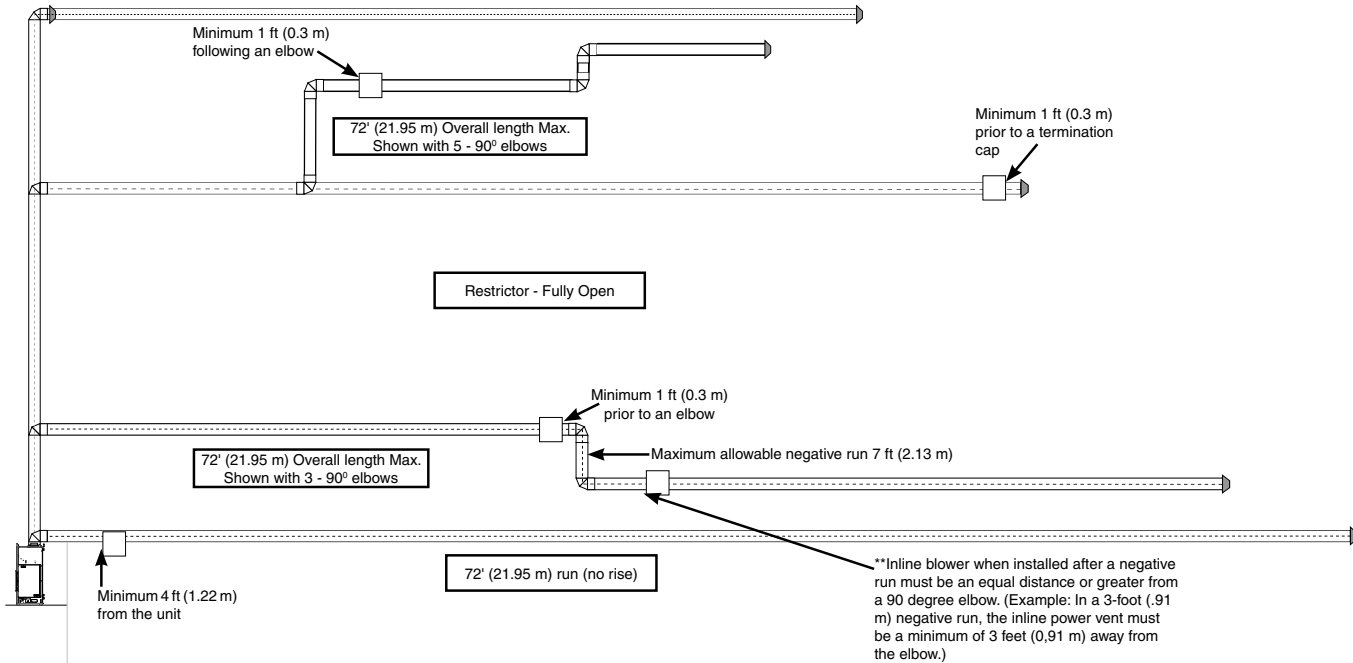 Minimum 1 ft (0.3 m)
following an elbow
72' (21.95 m) Overall length Max.
Shown with 5 - 90⁰ elbows
Minimum 1 ft (0.3 m)
prior to a termination
cap
Restrictor - Fully Open
Minimum 1 ft (0.3 m)
prior to an elbow
72' (21.95 m) Overall length Max.
Shown with 3 - 90⁰ elbows
Maximum allowable negative run 7 ft (2.13 m)
Minimum 4 ft (1.22 m)
from the unit
72' (21.95 m) run (no rise)
**Inline blower when installed after a negative
run must be an equal distance or greater from
a 90 degree elbow. (Example: In a 3-foot (.91
m) negative run, the inline power vent must
be a minimum of 3 feet (0,91 m) away from
the elbow.)